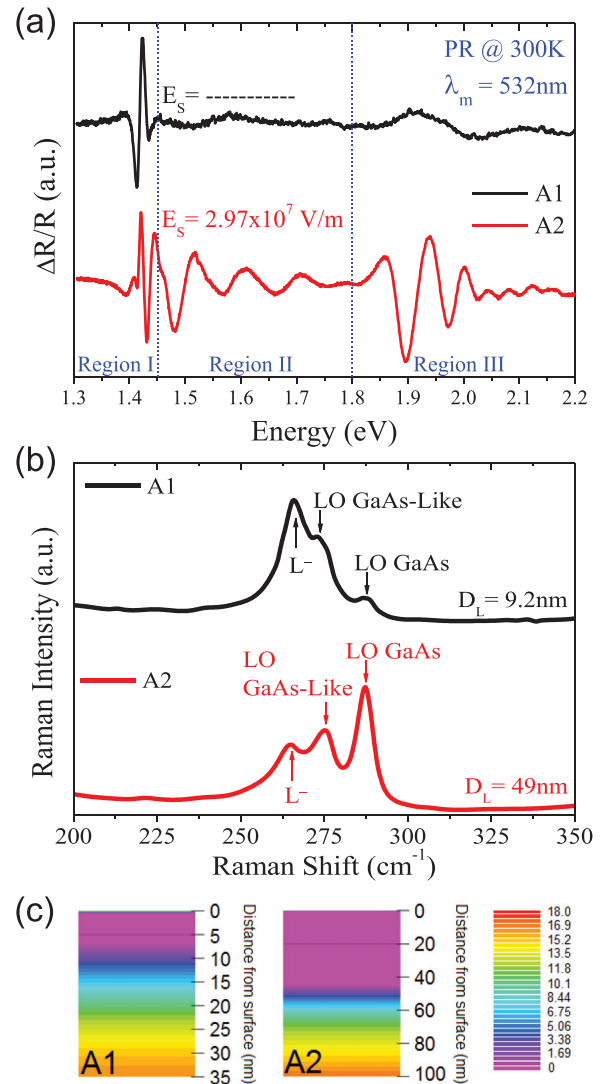 (a)
PR @ 300K
λm = 532nm
ES = ----------
A1
A2
ES = 2.97x10⁷ V/m
ΔR/R (a.u.)
Region I
Region II
Region III
1.3 1.4 1.5 1.6 1.7 1.8 1.9 2.0 2.1 2.2
Energy (eV)
(b)
A1
LO GaAs-Like
L⁻
LO GaAs
DL = 9.2nm
A2
LO
GaAs-Like
LO GaAs
L⁻
DL = 49nm
Raman Intensity (a.u.)
200 225 250 275 300 325 350
Raman Shift (cm⁻¹)
(c)
0
5
10
15
20
25
30
35
Distance from surface (nm)
A1
0
20
40
60
80
100
Distance from surface (nm)
A2
18.0
16.9
15.2
13.5
11.8
10.1
8.44
6.75
5.06
3.38
1.69
0